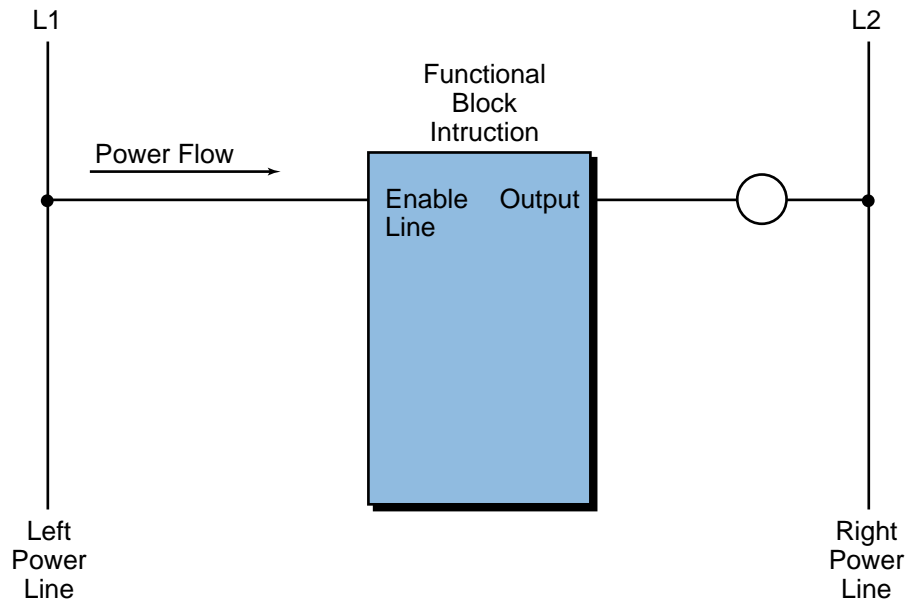 L1
L2
Functional
Block
Intruction
Power Flow
Enable Output
Line
Left
Power
Line
Right
Power
Line